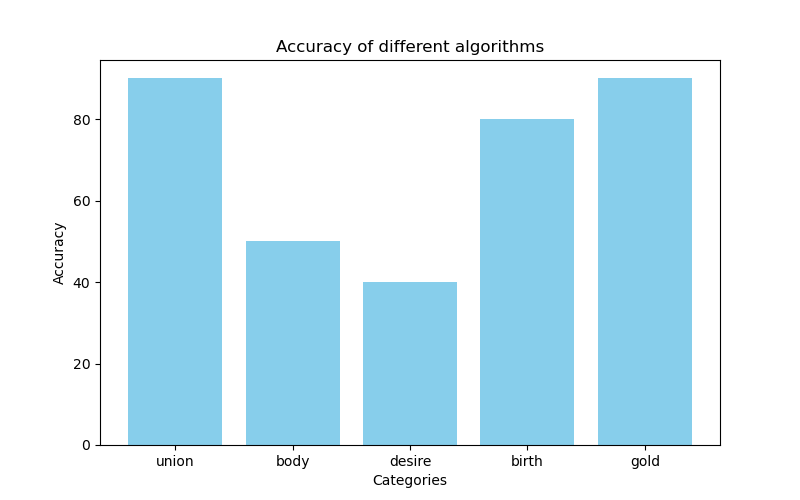 Accuracy of different algorithms
Accuracy
80
60
40
20
0
union body desire birth gold
Categories